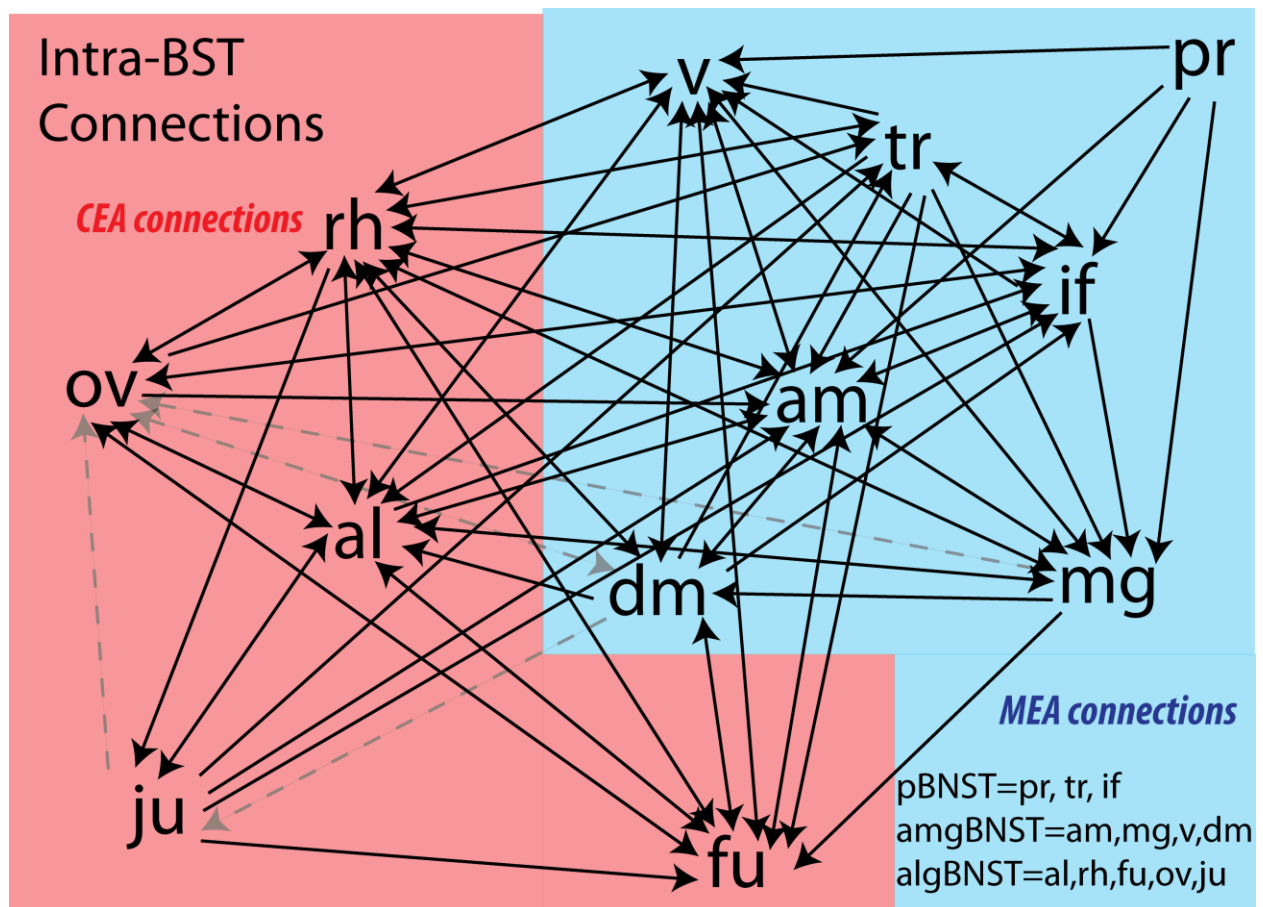 Intra-BST
Connections
pr
v
tr
CEA connections
rh
if
ov
am
al
dm
mg
MEA connections
ju
fu
pBNST=pr, tr, if
amgBNST=am,mg,v,dm
algBNST=al,rh,fu,ov,ju